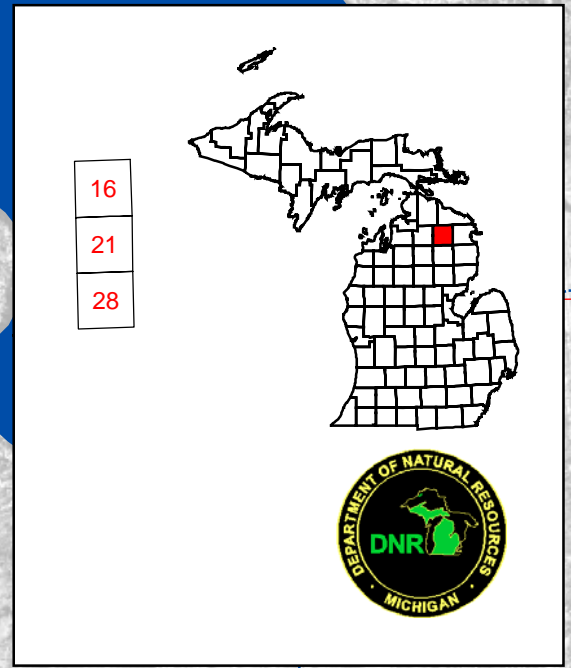 16
21
28
DEPARTMENT OF NATURAL RESOURCES
DNR
MICHIGAN